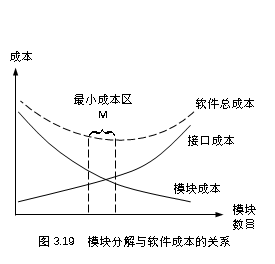 成本
最小成本区
M
软件总成本
接口成本
模块成本
模块
数目
图 3.19 模块分解与软件成本的关系